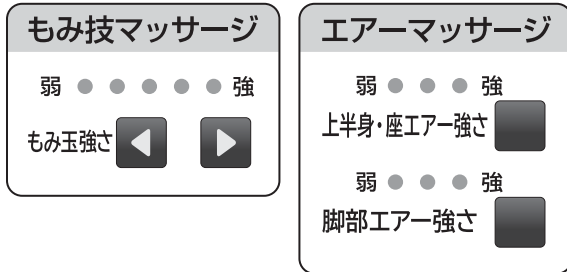 もみ技マッサージ
弱 強
もみ玉強さ
エアーマッサージ
弱 強
上半身・座エアー強さ
弱 強
脚部エアー強さ